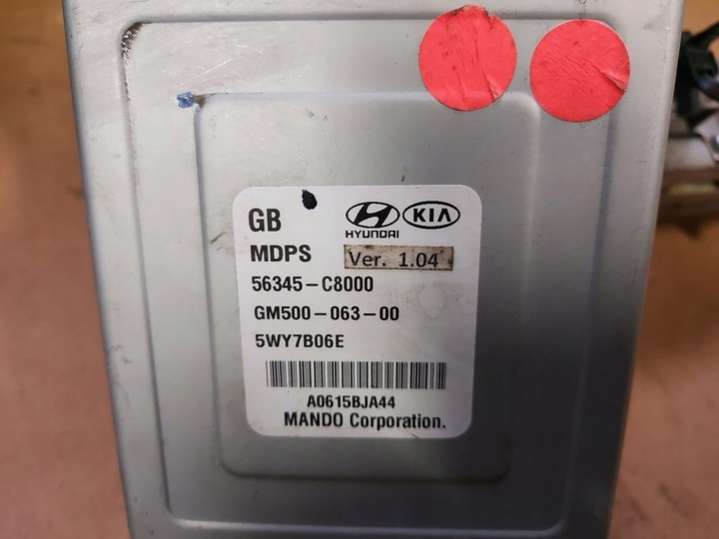 GB
HYUNDAI
KIA
MDPS
Ver. 1.04
56345-C8000
GM500-063-00
5WY7B06E
A0615BJA44
MANDO Corporation.